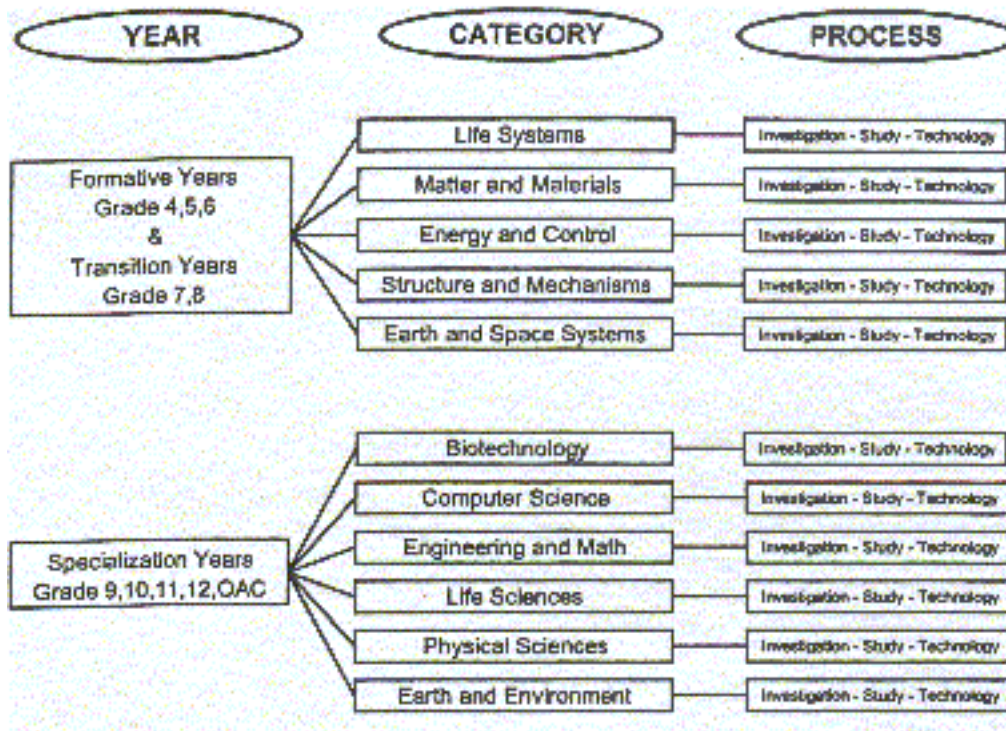 YEAR CATEGORY PROCESS
Formative Years
Grade 4,5,6
&
Transition Years
Grade 7,8
Life Systems Investigation - Study - Technology
Matter and Materials Investigation - Study - Technology
Energy and Control Investigation - Study - Technology
Structure and Mechanisms Investigation - Study - Technology
Earth and Space Systems Investigation - Study - Technology
Specialization Years
Grade 9,10,11,12,OAC
Biotechnology Investigation - Study - Technology
Computer Science Investigation - Study - Technology
Engineering and Math Investigation - Study - Technology
Life Sciences Investigation - Study - Technology
Physical Sciences Investigation - Study - Technology
Earth and Environment Investigation - Study - Technology